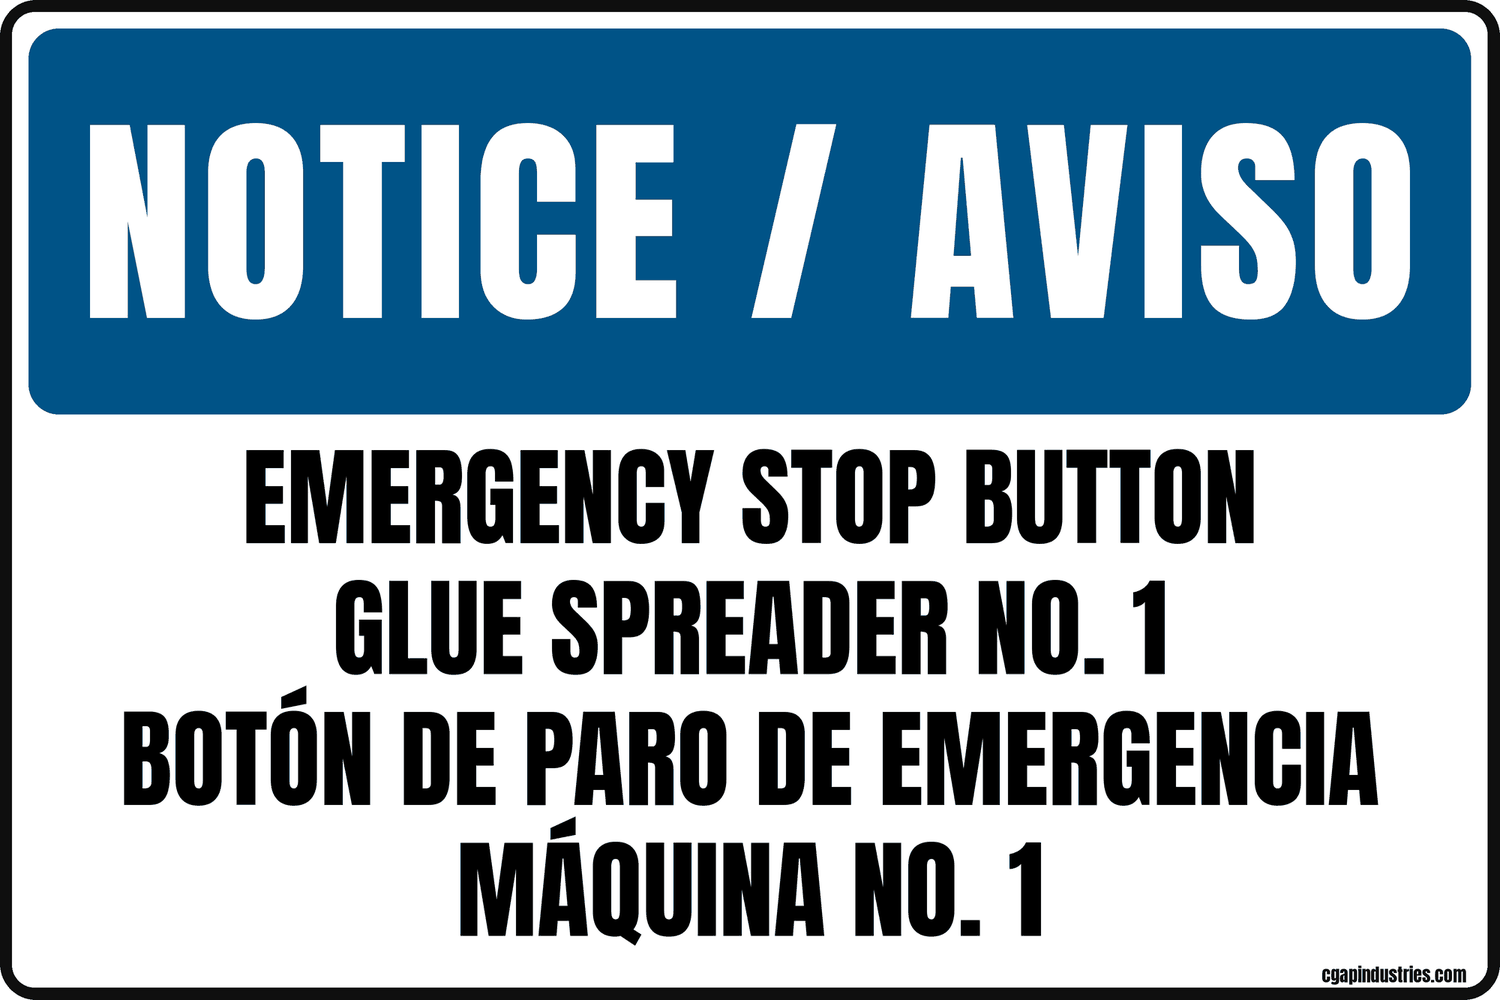 NOTICE / AVISO
EMERGENCY STOP BUTTON
GLUE SPREADER NO. 1
BOTÓN DE PARO DE EMERGENCIA
MÁQUINA NO. 1
cgapindustries.com